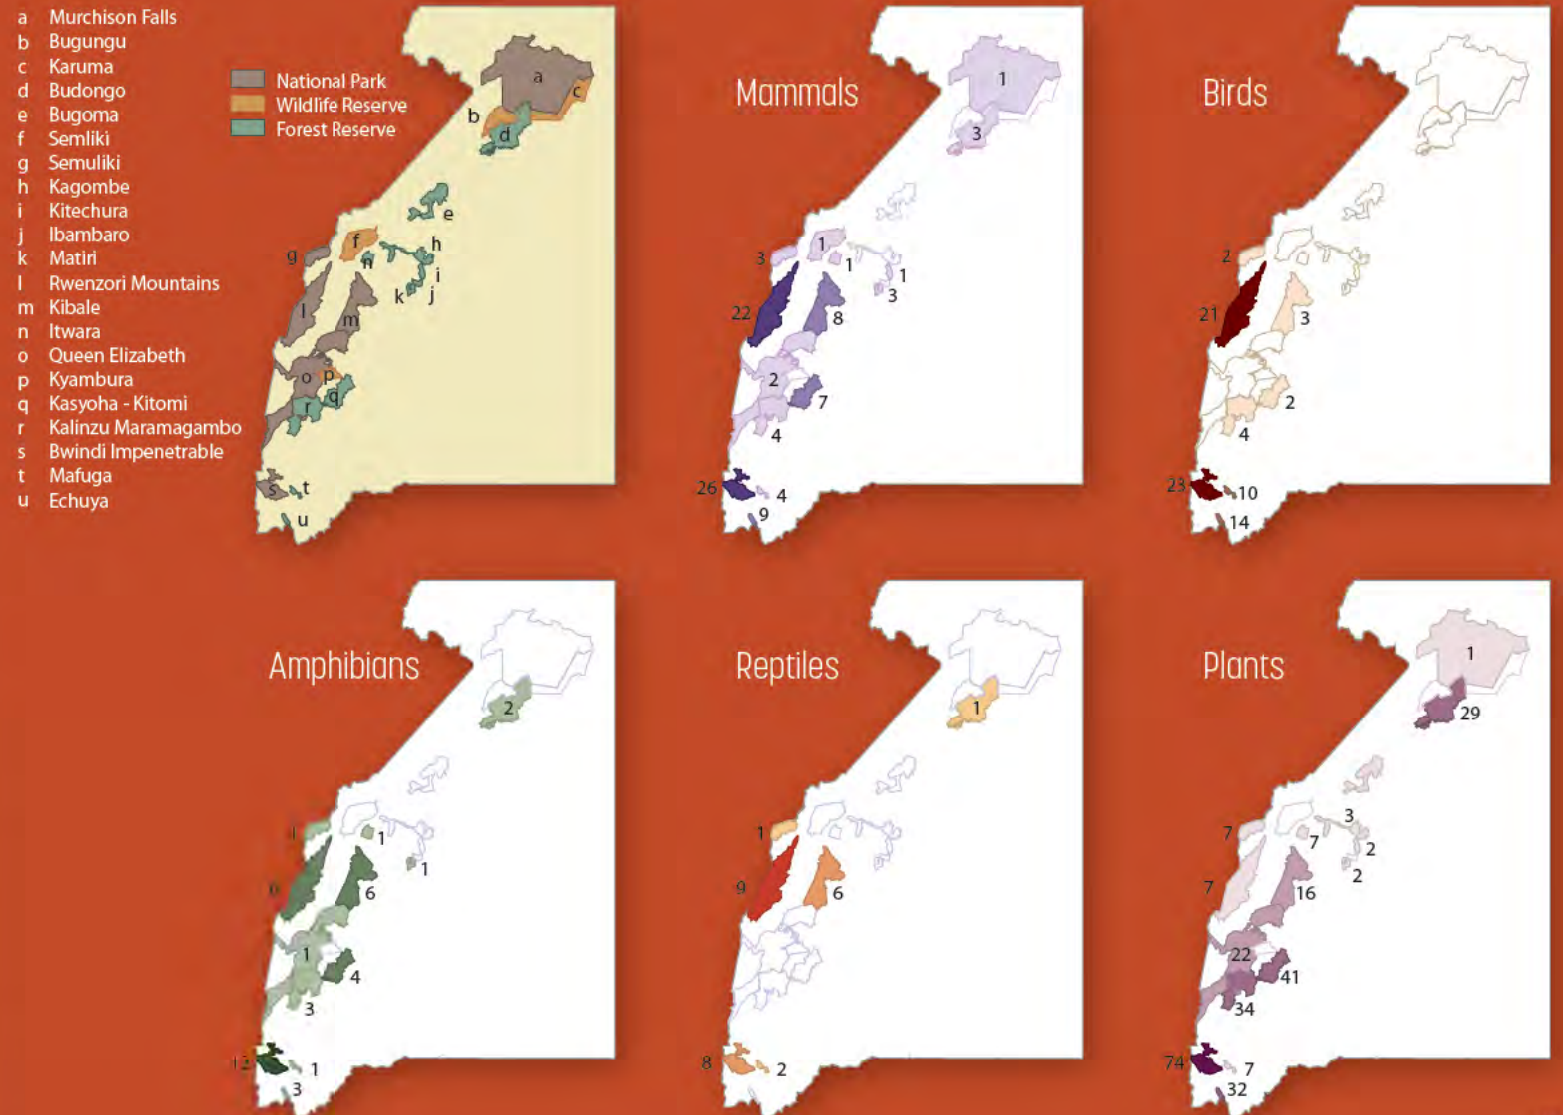 a Murchison Falls
b Bugungu
c Karuma
d Budongo
e Bugoma
f Semliki
g Semuliki
h Kagombe
i Kitechura
j Ibambaro
k Matiri
l Rwenzori Mountains
m Kibale
n Itwara
o Queen Elizabeth
p Kyambura
q Kasyoha - Kitomi
r Kalinzu Maramagambo
s Bwindi Impenetrable
t Mafuga
u Echuya
National Park
Wildlife Reserve
Forest Reserve
a
c
b
d
e
f
h
g
n
i
k
j
l
m
o
p
q
r
s
t
u
Mammals
1
3
1
3
1
1
3
22
8
2
7
4
26
4
9
Birds
2
21
3
2
4
23
10
14
Amphibians
2
1
1
6
1
4
3
1
3
Reptiles
1
1
9
6
8
2
Plants
1
29
3
7
7
2
2
7
16
22
41
34
74
7
32